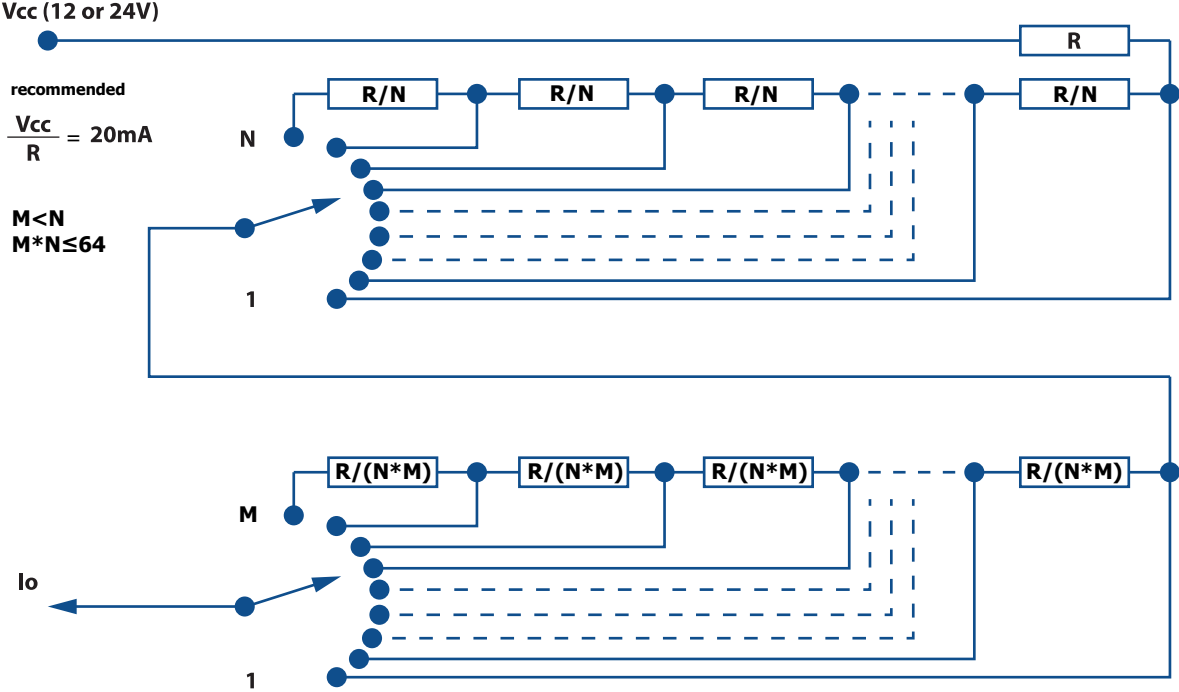 Vcc (12 or 24V)
R
recommended
Vcc
R
= 20mA
R/N R/N R/N R/N
N
M<N
M*N≤64
1
R/(N*M) R/(N*M) R/(N*M) R/(N*M)
M
Io
1